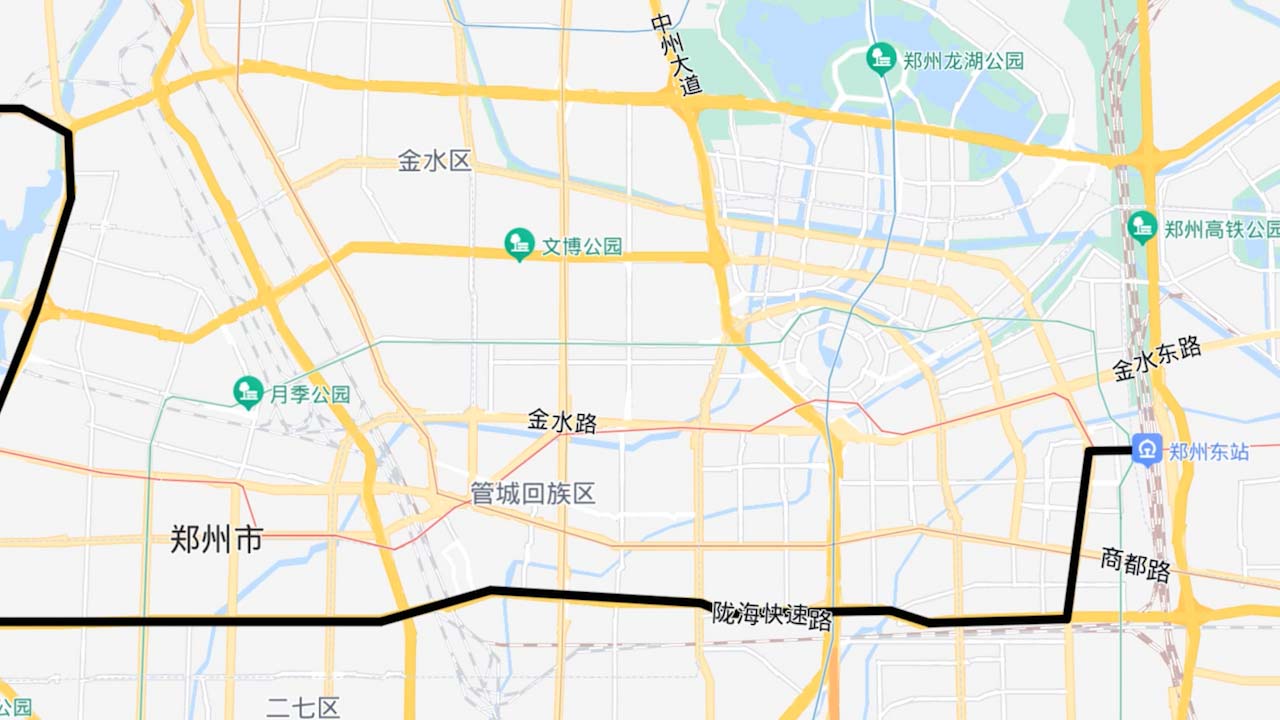 中州大道
郑州龙湖公园
金水区
文博公园
郑州高铁公园
金水东路
月季公园
金水路
郑州东站
管城回族区
郑州市
商都路
陇海快速路
二七区
公园